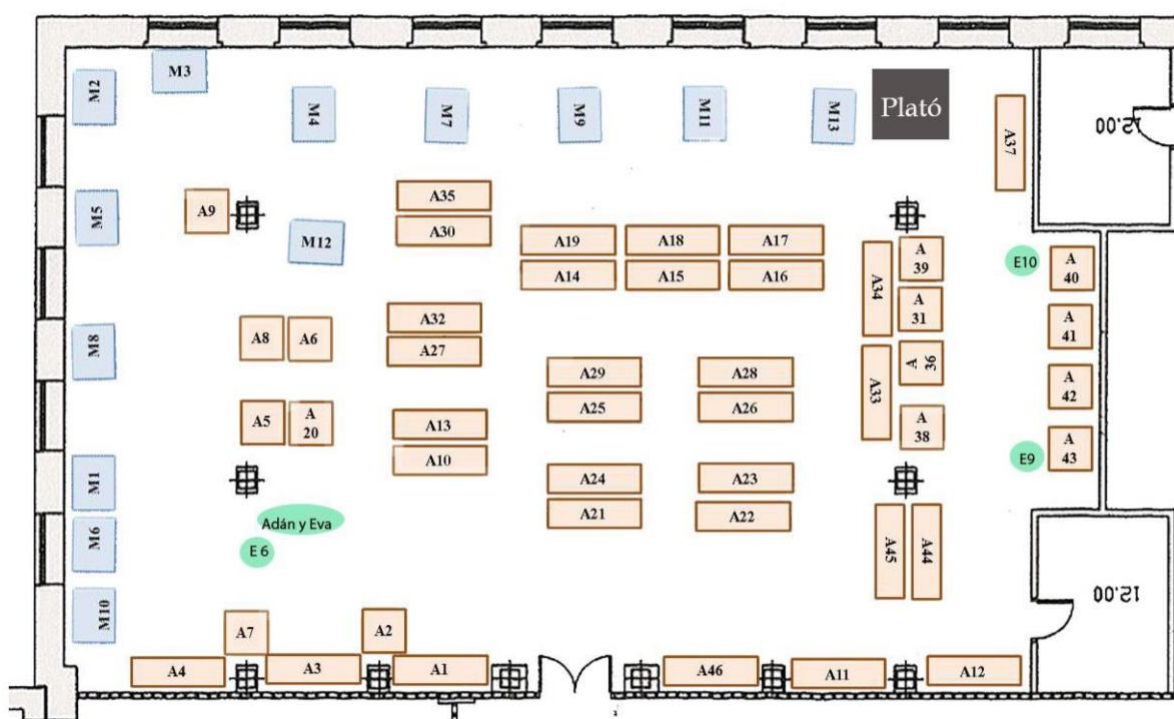 M3
M2
M4
M7
M9
M11
M13
Plató
A37
12.00
M5
A9
A35
A30
M12
A19
A18
A17
A14
A15
A16
A34
A
39
E10
A
40
A
31
A
41
M8
A8
A6
A32
A27
A29
A28
A33
A
36
A25
A26
A
42
A5
A
20
A13
A10
A
38
E9
A
43
M1
A24
A23
A21
A22
Adán y Eva
E 6
M6
A45
A44
M10
12.00
A7
A2
A4
A3
A1
A46
A11
A12